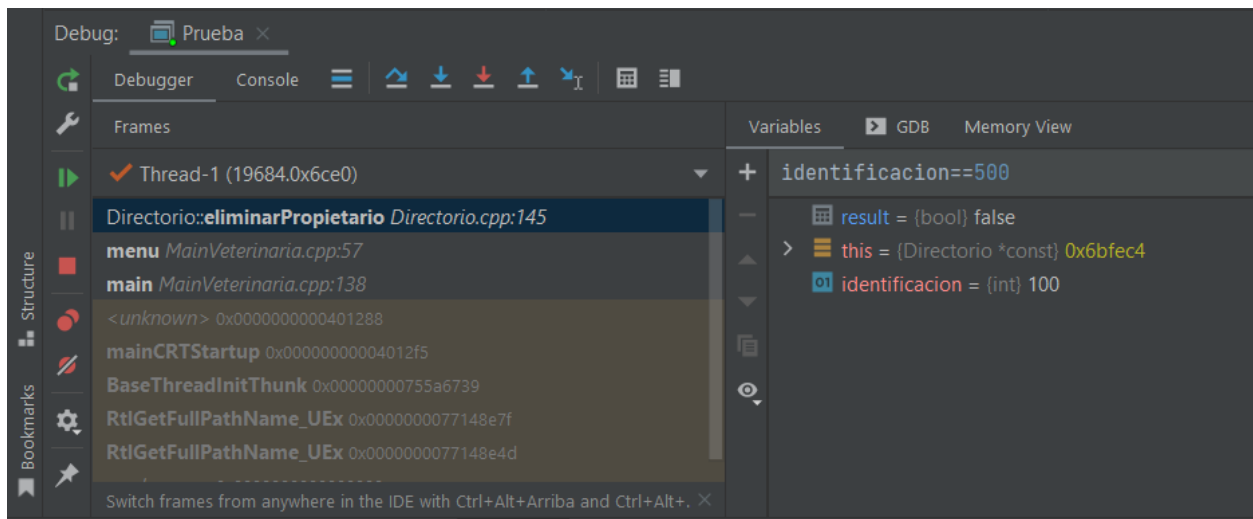 Debug: Prueba
Debugger Console
Frames
Thread-1 (19684.0x6ce0)
Directorio::eliminarPropietario Directorio.cpp:145
menu MainVeterinaria.cpp:57
main MainVeterinaria.cpp:138
<unknown> 0x0000000000401288
mainCRTStartup 0x00000000004012f5
BaseThreadInitThunk 0x00000000755a6739
RtlGetFullPathName_UEx 0x0000000077148e7f
RtlGetFullPathName_UEx 0x0000000077148e4d
Switch frames from anywhere in the IDE with Ctrl+Alt+Arriba and Ctrl+Alt+.
Variables GDB Memory View
identificacion==500
result = {bool} false
this = {Directorio *const} 0x6bfec4
01 identificacion = {int} 100
Structure
Bookmarks